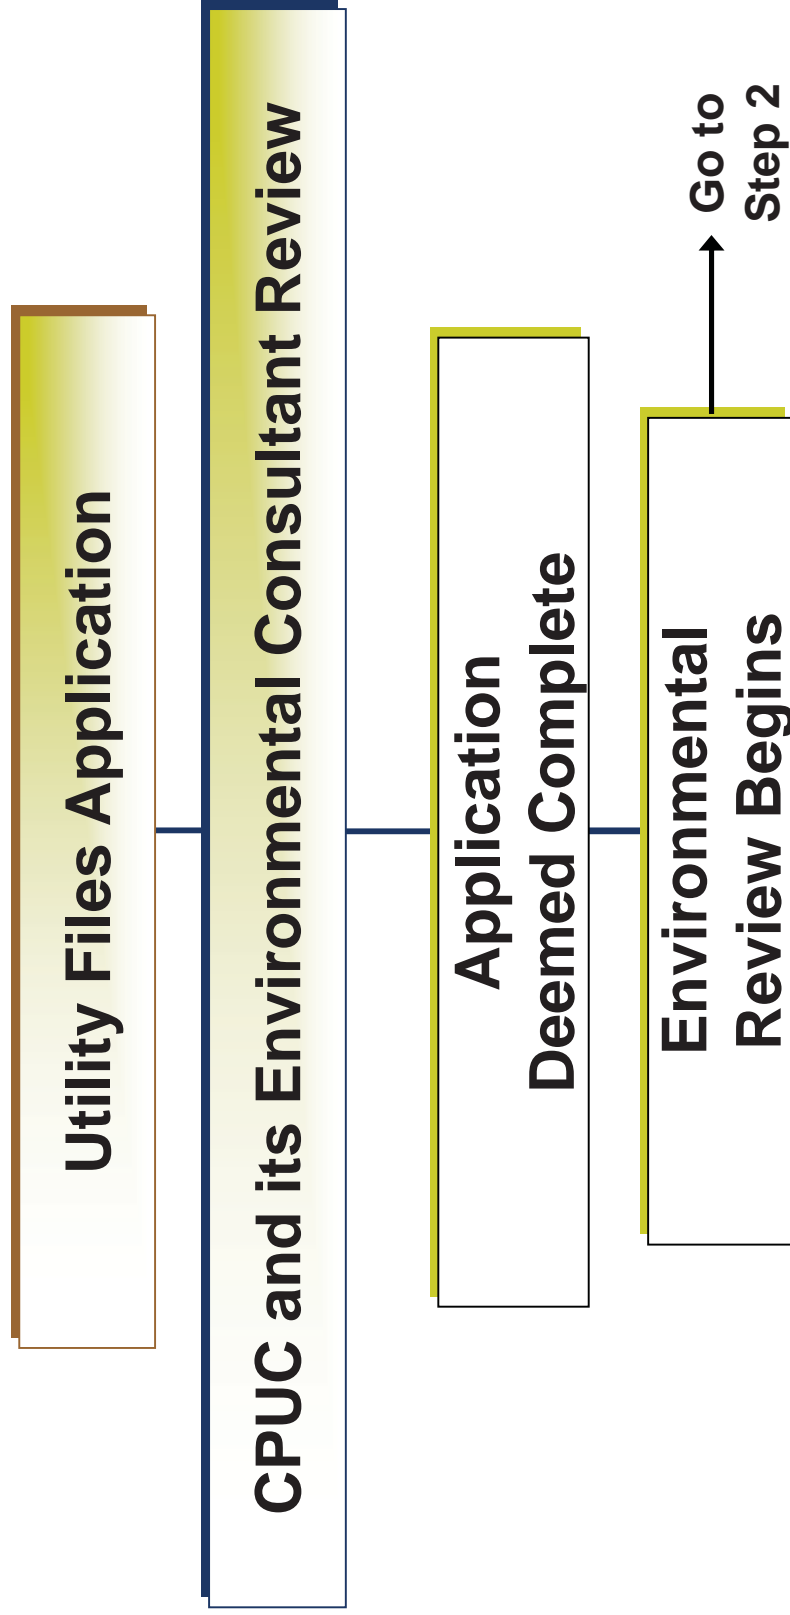 Utility Files Application
CPUC and its Environmental Consultant Review
Application
Deemed Complete
Environmental
Review Begins
Go to
Step 2